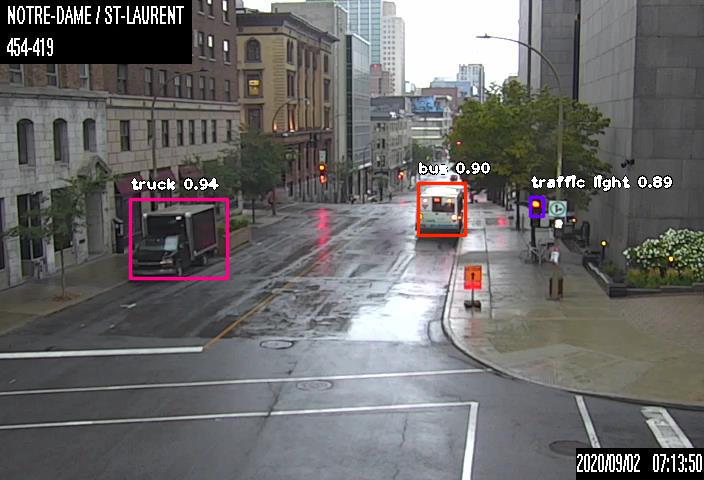 NOTRE-DAME / ST-LAURENT
454-419
bus 0.90
truck 0.94
traffic light 0.89
2020/09/02 07:13:50